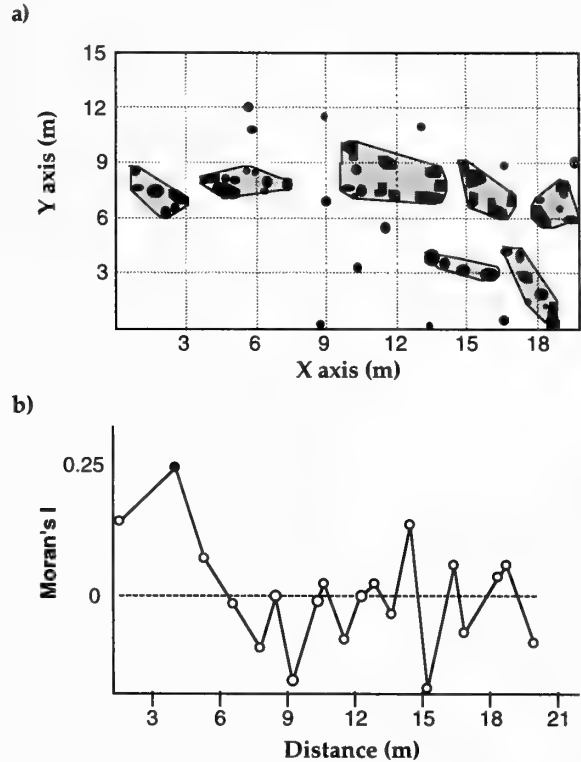 a)
15
12
9
6
3
Y axis (m)
3 6 9 12 15 18
X axis (m)
b)
0.25
0
Moran's I
3 6 9 12 15 18 21
Distance (m)